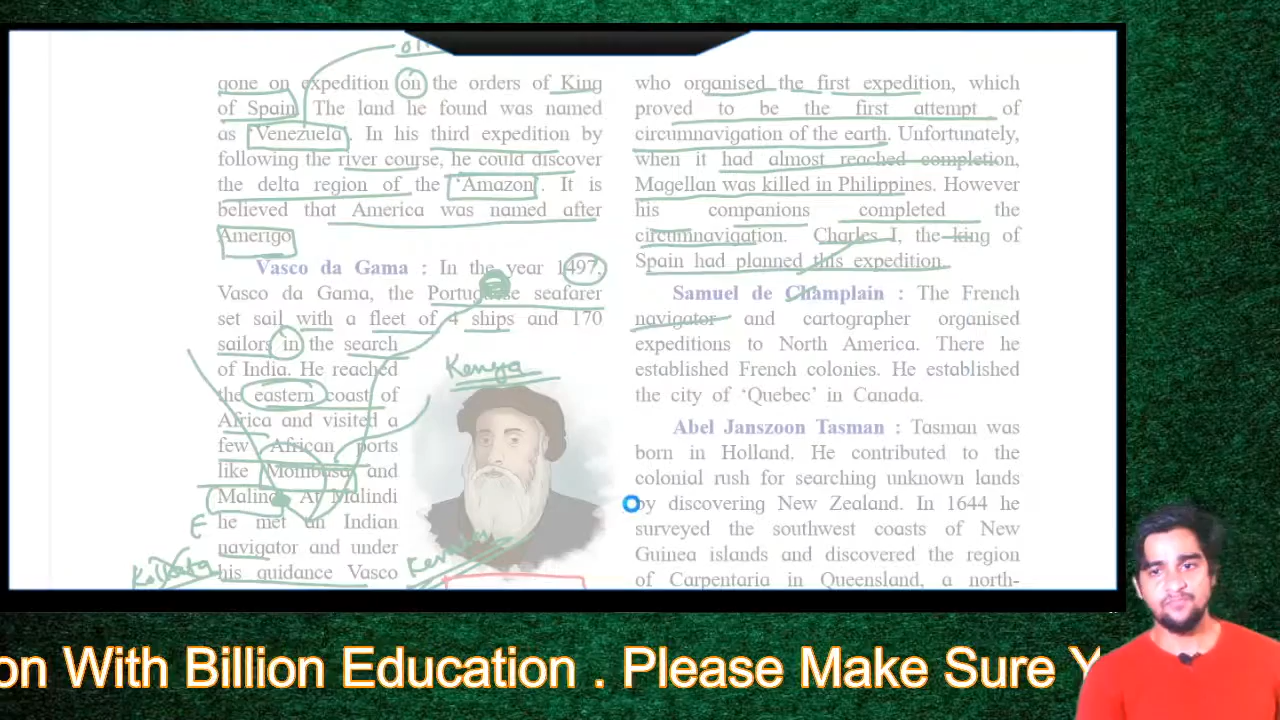 gone on expedition on the orders of King
of Spain. The land he found was named
as 'Venezuela'. In his third expedition by
following the river course, he could discover
the delta region of the 'Amazon'. It is
believed that America was named after
Amerigo.
Vasco da Gama : In the year 1497,
Vasco da Gama, the Portuguese seafarer
set sail with a fleet of 4 ships and 170
sailors in the search
of India. He reached
the eastern coast of
Africa and visited a
few African ports
like Mombasa and
Malindi. At Malindi
he met an Indian
navigator and under
his guidance Vasco
Kenya
Kolkata
who organised the first expedition, which
proved to be the first attempt of
circumnavigation of the earth. Unfortunately,
when it had almost reached completion,
Magellan was killed in Philippines. However
his companions completed the
circumnavigation. Charles I, the king of
Spain had planned this expedition.
Samuel de Champlain : The French
navigator and cartographer organised
expeditions to North America. There he
established French colonies. He established
the city of ‘Quebec’ in Canada.
Abel Janszoon Tasman : Tasman was
born in Holland. He contributed to the
colonial rush for searching unknown lands
by discovering New Zealand. In 1644 he
surveyed the southwest coasts of New
Guinea islands and discovered the region
of Carpentaria in Queensland, a north-
on With Billion Education . Please Make Sure Y